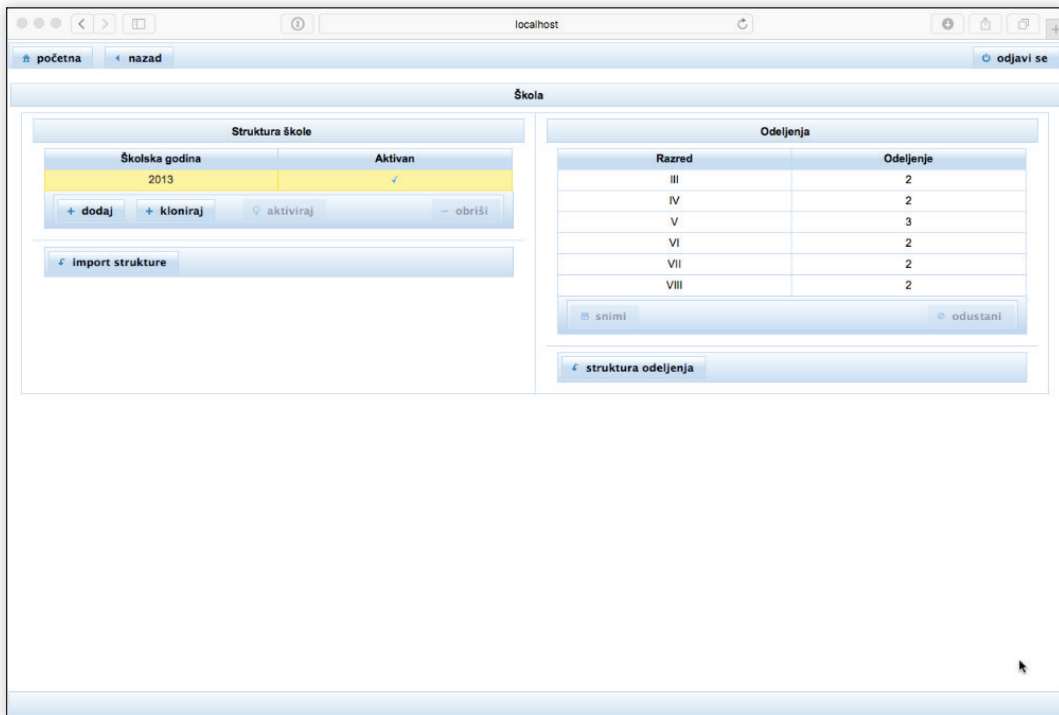 localhost
početna nazad odjavi se
Škola
Struktura škole
Školska godina Aktivan
2013 ✓
+ dodaj + kloniraj aktiviraj − obriši
import strukture
Odeljenja
Razred Odeljenje
III 2
IV 2
V 3
VI 2
VII 2
VIII 2
snimi odustani
struktura odeljenja